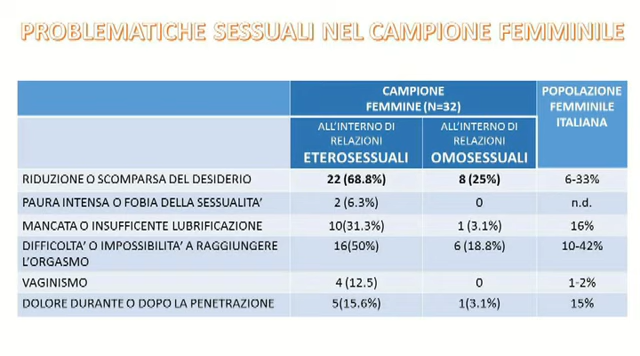 PROBLEMATICHE SESSUALI NEL CAMPIONE FEMMINILE
CAMPIONE
FEMMINE (N=32)
POPOLAZIONE
FEMMINILE
ITALIANA
ALL'INTERNO DI
RELAZIONI
ETEROSESSUALI
ALL'INTERNO DI
RELAZIONI
OMOSESSUALI
RIDUZIONE O SCOMPARSA DEL DESIDERIO 22 (68.8%) 8 (25%) 6-33%
PAURA INTENSA O FOBIA DELLA SESSUALITA' 2 (6.3%) 0 n.d.
MANCATA O INSUFFICENTE LUBRIFICAZIONE 10(31.3%) 1 (3.1%) 16%
DIFFICOLTA' O IMPOSSIBILITA' A RAGGIUNGERE
L'ORGASMO 16(50%) 6 (18.8%) 10-42%
VAGINISMO 4 (12.5) 0 1-2%
DOLORE DURANTE O DOPO LA PENETRAZIONE 5(15.6%) 1(3.1%) 15%